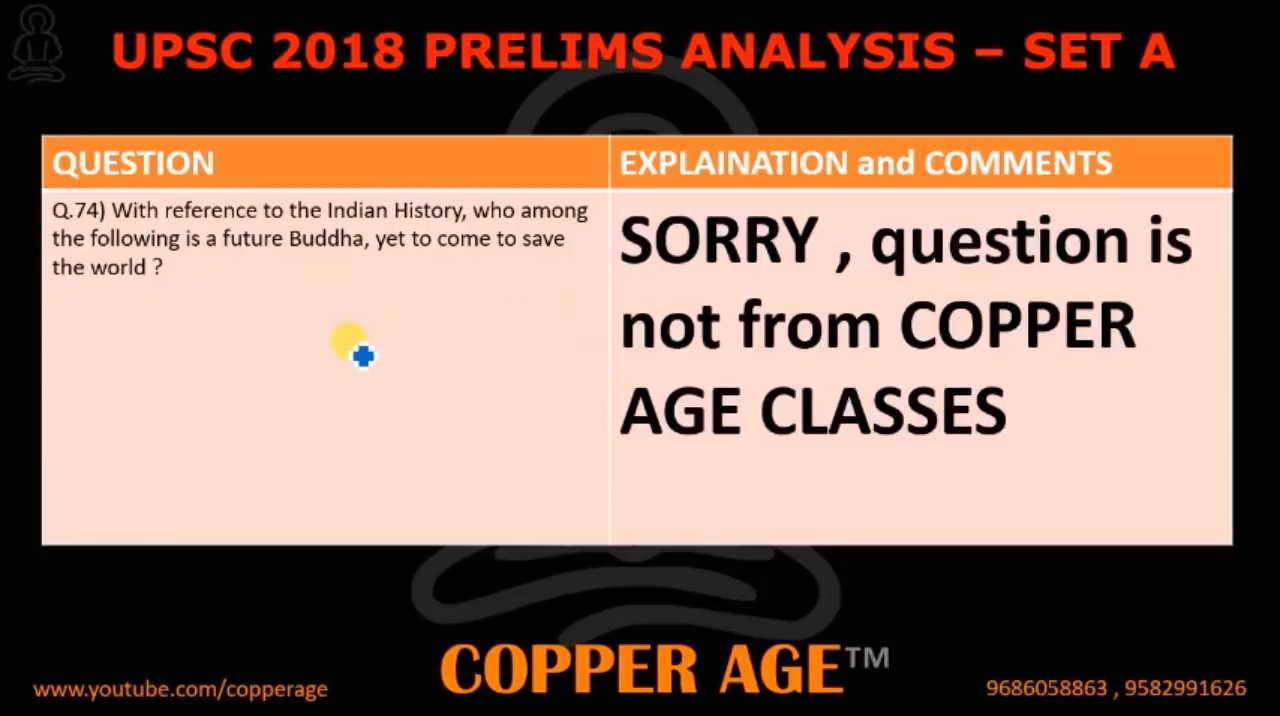 UPSC 2018 PRELIMS ANALYSIS – SET A
QUESTION
Q.74) With reference to the Indian History, who among
the following is a future Buddha, yet to come to save
the world ?
EXPLAINATION and COMMENTS
SORRY , question is
not from COPPER
AGE CLASSES
COPPER AGE™
www.youtube.com/copperage
9686058863 , 9582991626